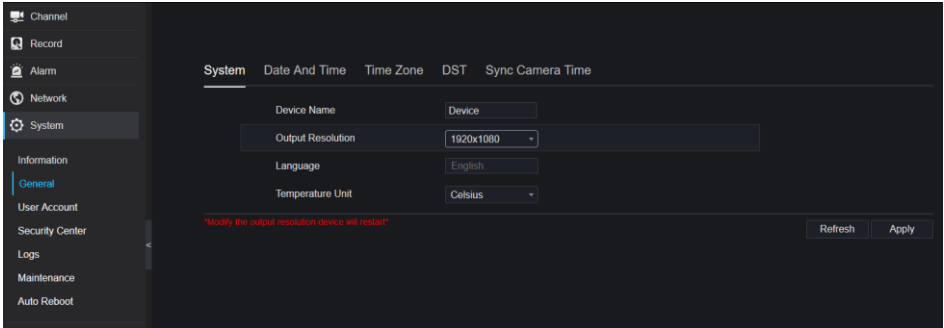 Channel
Record
Alarm
Network
System
Information
General
User Account
Security Center
Logs
Maintenance
Auto Reboot
<
System Date And Time Time Zone DST Sync Camera Time
Device Name Device
Output Resolution 1920x1080
Language English
Temperature Unit Celsius
*Modify the output resolution device will restart*
Refresh Apply